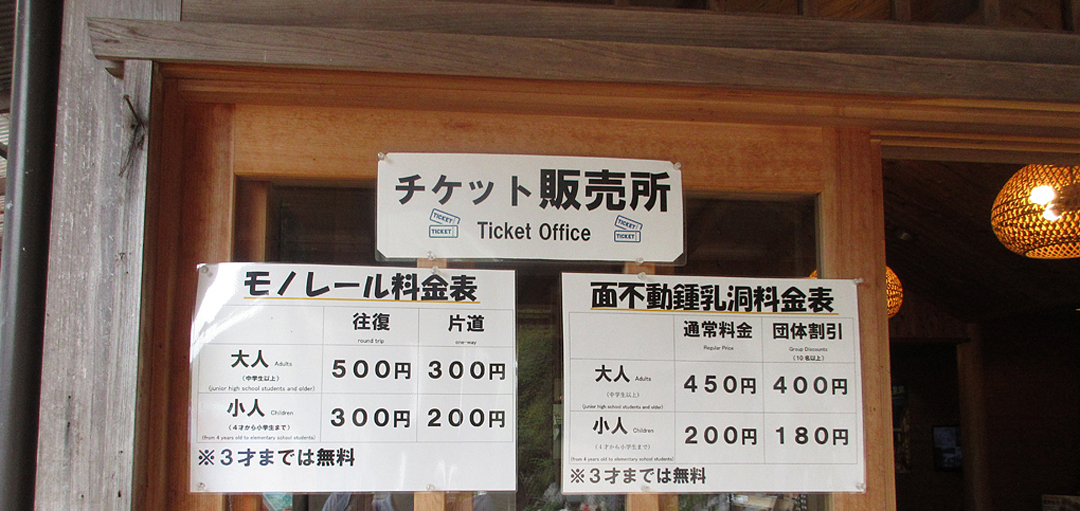 チケット販売所
TICKET
TICKET
Ticket Office
TICKET
TICKET
モノレール料金表
往復 片道
round trip one-way
大人 Adults 500円 300円
(中学生以上)
(junior high school students and older)
小人 Children 300円 200円
(4才から小学生まで)
(from 4 years old to elementary school students)
※3才までは無料
面不動鍾乳洞料金表
通常料金 団体割引
Regular Price Group Discounts
(10名以上)
大人 Adults 450円 400円
(中学生以上)
(junior high school students and older)
小人 Children 200円 180円
(4才から小学生まで)
(from 4 years old to elementary school students)
※3才までは無料